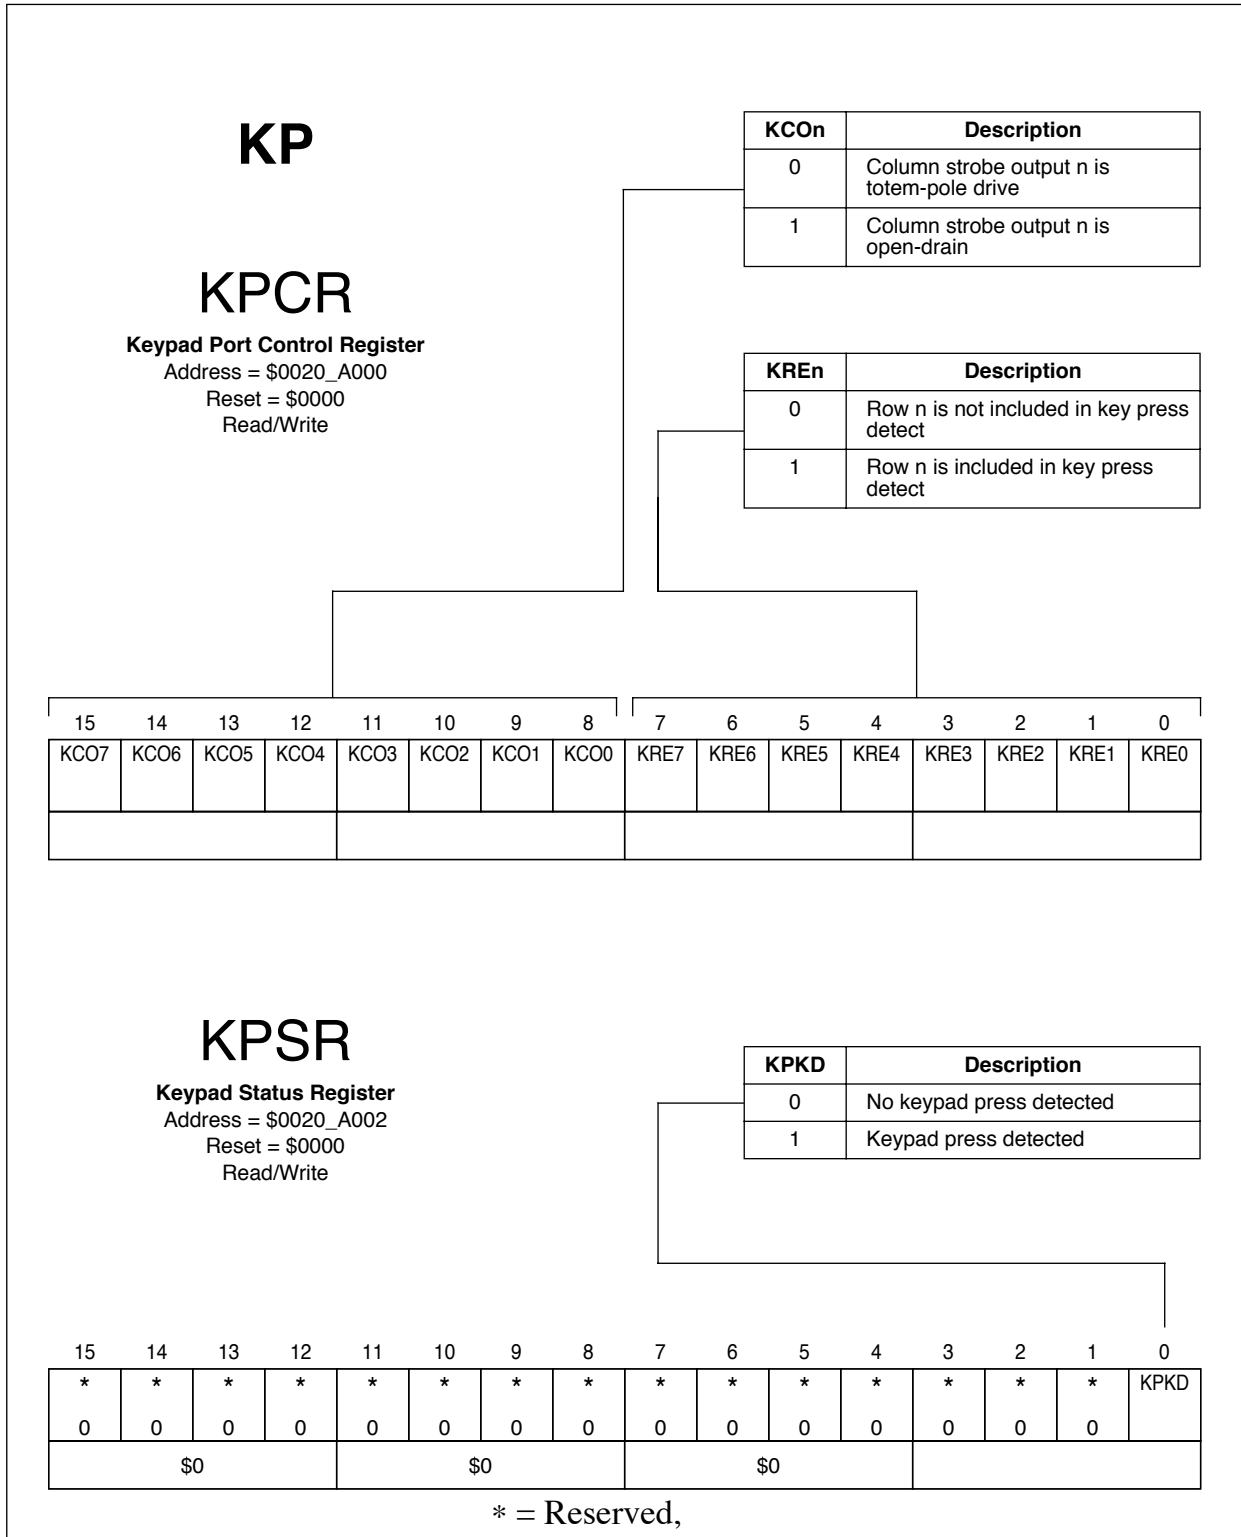 KP
KCOn Description
0 Column strobe output n is
totem-pole drive
1 Column strobe output n is
open-drain
KPCR
Keypad Port Control Register
Address = $0020_A000
Reset = $0000
Read/Write
KREn Description
0 Row n is not included in key press
detect
1 Row n is included in key press
detect
15 14 13 12 11 10 9 8 7 6 5 4 3 2 1 0
KCO7 KCO6 KCO5 KCO4 KCO3 KCO2 KCO1 KCO0 KRE7 KRE6 KRE5 KRE4 KRE3 KRE2 KRE1 KRE0
KPSR
Keypad Status Register
Address = $0020_A002
Reset = $0000
Read/Write
KPKD Description
0 No keypad press detected
1 Keypad press detected
15 14 13 12 11 10 9 8 7 6 5 4 3 2 1 0
* * * * * * * * * * * * * * * KPKD
0 0 0 0 0 0 0 0 0 0 0 0 0 0 0
$0 $0 $0
* = Reserved,